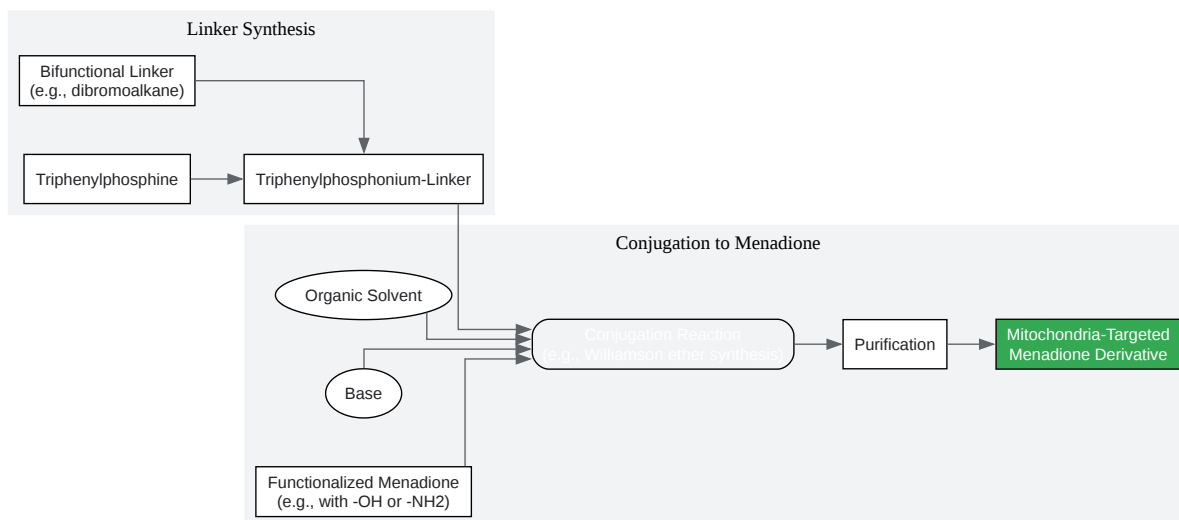 Linker Synthesis
Bifunctional Linker
(e.g., dibromoalkane)
Triphenylphosphine
Triphenylphosphonium-Linker
Conjugation to Menadione
Organic Solvent
Conjugation Reaction
(e.g., Williamson ether synthesis)
Purification
Mitochondria-Targeted
Menadione Derivative
Base
Functionalized Menadione
(e.g., with -OH or -NH2)